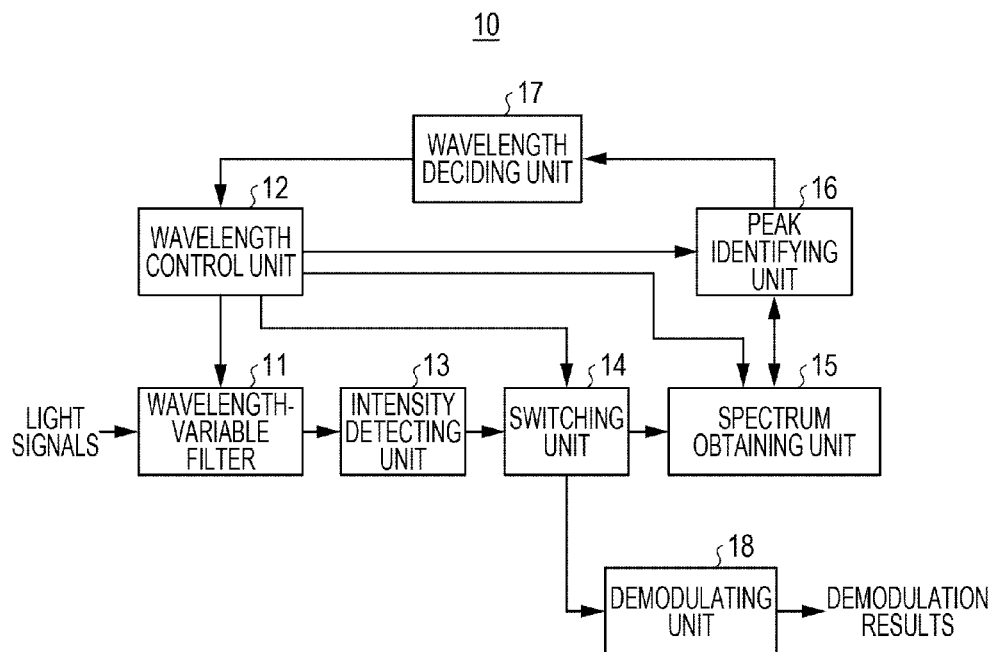 10
17
WAVELENGTH
DECIDING UNIT
12
WAVELENGTH
CONTROL UNIT
16
PEAK
IDENTIFYING
UNIT
LIGHT
SIGNALS
11
WAVELENGTH-
VARIABLE
FILTER
13
INTENSITY
DETECTING
UNIT
14
SWITCHING
UNIT
15
SPECTRUM
OBTAINING UNIT
18
DEMODULATING
UNIT
DEMODULATION
RESULTS